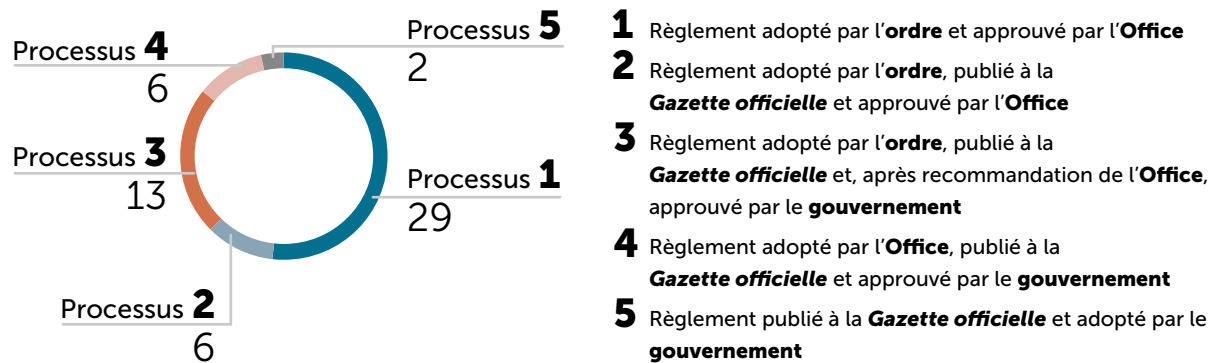 Processus 4
6
Processus 5
2
Processus 3
13
Processus 1
29
Processus 2
6
1 Règlement adopté par l'ordre et approuvé par l'Office
2 Règlement adopté par l'ordre, publié à la
Gazette officielle et approuvé par l'Office
3 Règlement adopté par l'ordre, publié à la
Gazette officielle et, après recommandation de l'Office,
approuvé par le gouvernement
4 Règlement adopté par l'Office, publié à la
Gazette officielle et approuvé par le gouvernement
5 Règlement publié à la Gazette officielle et adopté par le
gouvernement